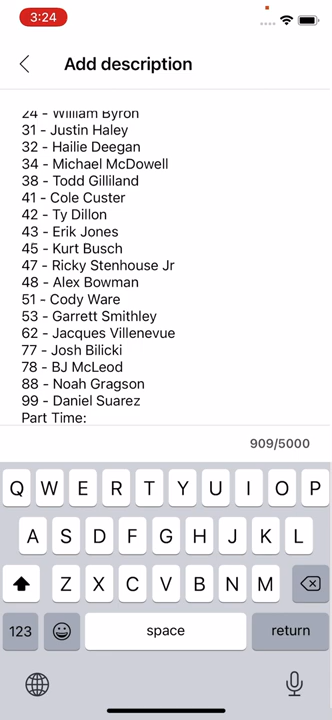 3:24
Add description
24 - William Byron
31 - Justin Haley
32 - Hailie Deegan
34 - Michael McDowell
38 - Todd Gilliland
41 - Cole Custer
42 - Ty Dillon
43 - Erik Jones
45 - Kurt Busch
47 - Ricky Stenhouse Jr
48 - Alex Bowman
51 - Cody Ware
53 - Garrett Smithley
62 - Jacques Villenevue
77 - Josh Bilicki
78 - BJ McLeod
88 - Noah Gragson
99 - Daniel Suarez
Part Time:
909/5000
Q W E R T Y U I O P
A S D F G H J K L
Z X C V B N M
123 space return